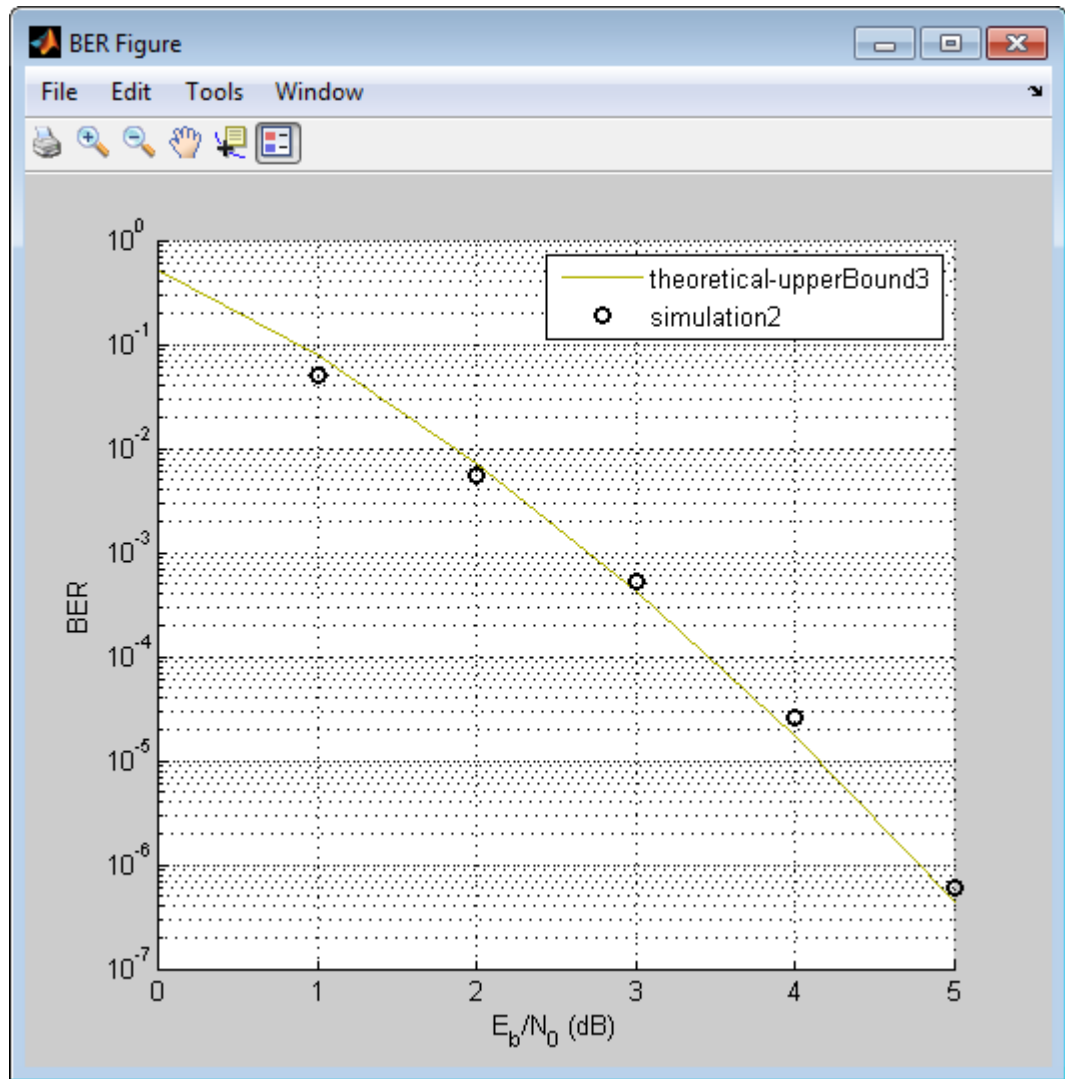 BER Figure
File Edit Tools Window
10^0
10^-1
10^-2
10^-3
10^-4
10^-5
10^-6
10^-7
BER
theoretical-upperBound3
simulation2
0 1 2 3 4 5
E_b/N_0 (dB)